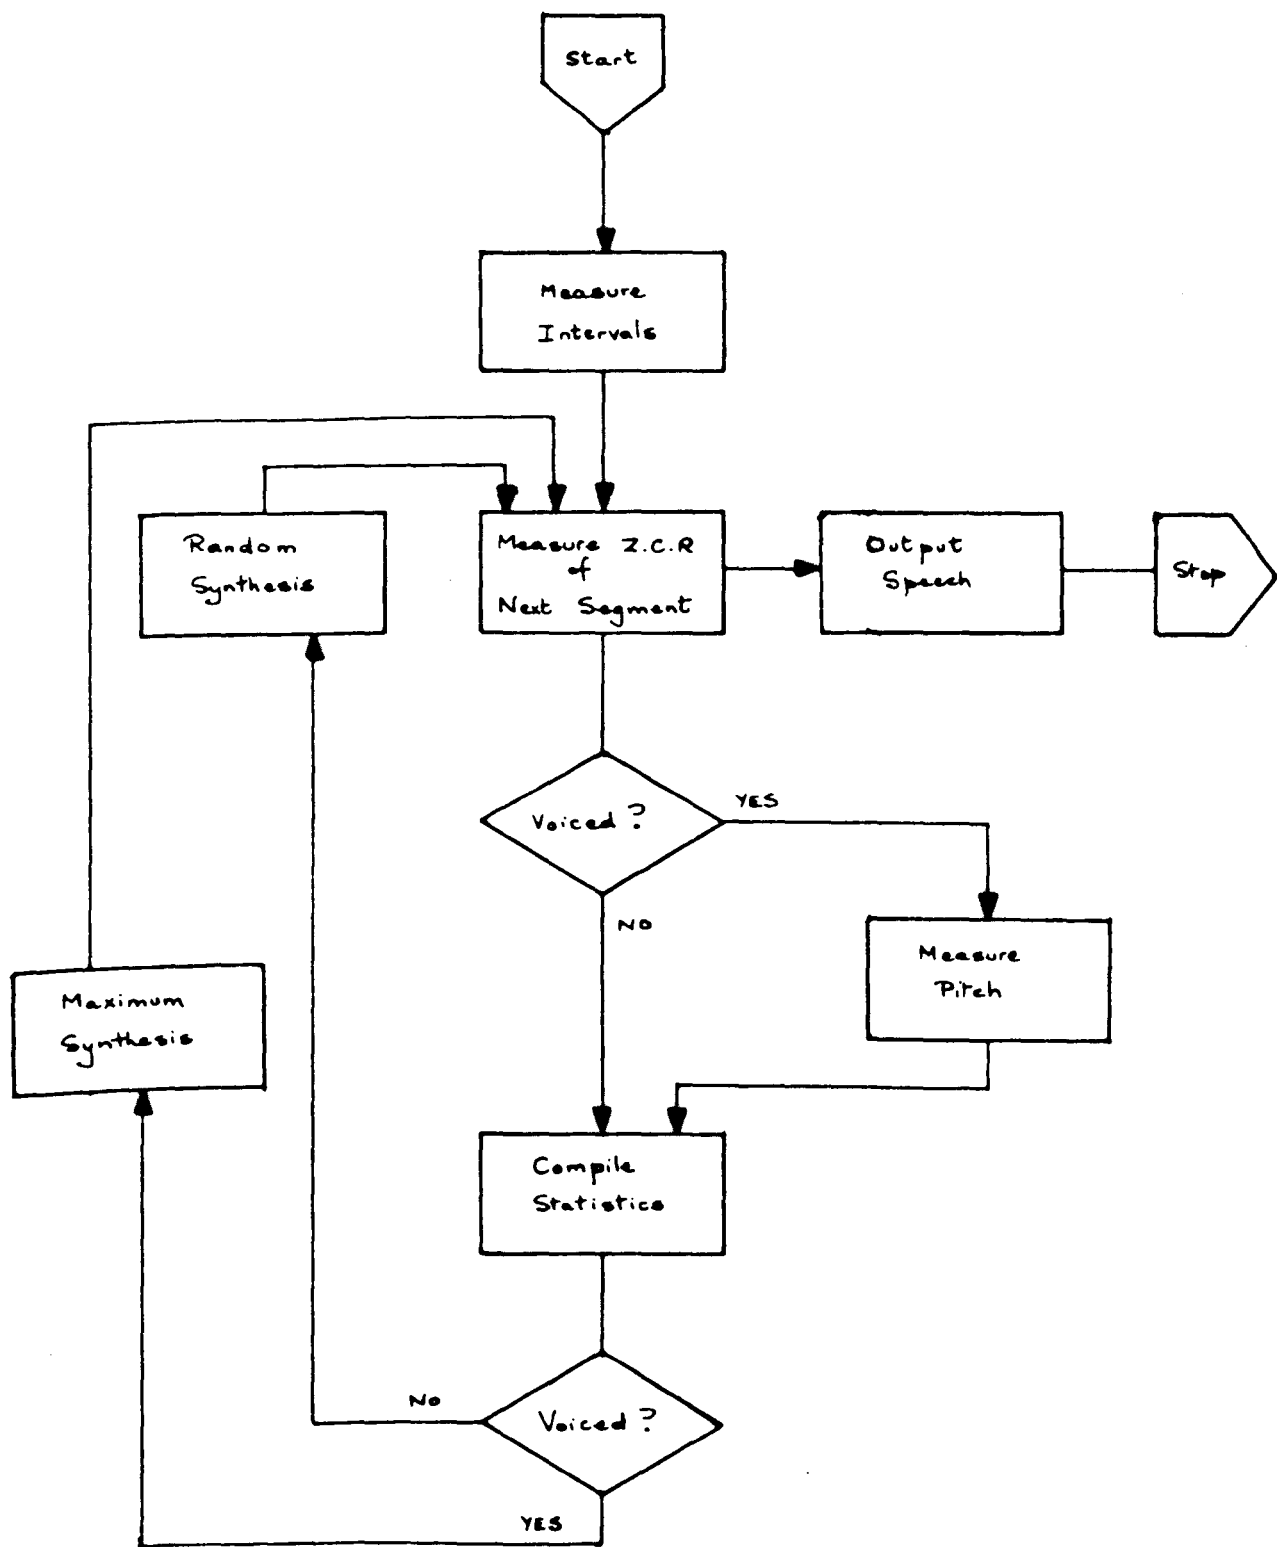 Start
Measure
Intervals
Random
Synthesis
Measure Z.C.R
of
Next Segment
Output
Speech
Stop
Voiced ?
YES
NO
Measure
Pitch
Maximum
Synthesis
Compile
Statistics
NO
Voiced ?
YES